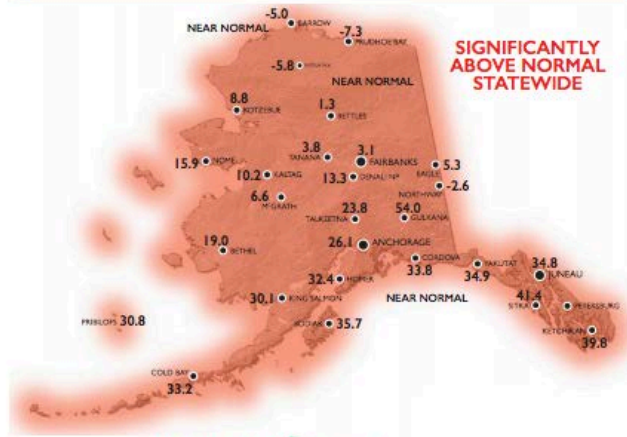 -5.0
BARROW
NEAR NORMAL
-7.3
PRUDHOE BAY
SIGNIFICANTLY
ABOVE NORMAL
STATEWIDE
-5.8
NEAR NORMAL
8.8
KOTZEBUE
1.3
BETTLES
3.8
TANANA
3.1
FAIRBANKS
15.9
NOME
10.2
KALTAG
13.3
DENALI NP
EAGLE
5.3
NORTHWAY
-2.6
6.6
McGRATH
23.8
TALKEETNA
54.0
GULKANA
19.0
BETHEL
26.1
ANCHORAGE
CORDOVA
33.8
YAKUTAT
34.9
34.8
JUNEAU
32.4
HOMER
30.1
KING SALMON
NEAR NORMAL
41.4
SITKA
PETERSBURG
PRIBILOFS 30.8
KODIAK
35.7
KETCHIKAN
39.8
COLD BAY
33.2